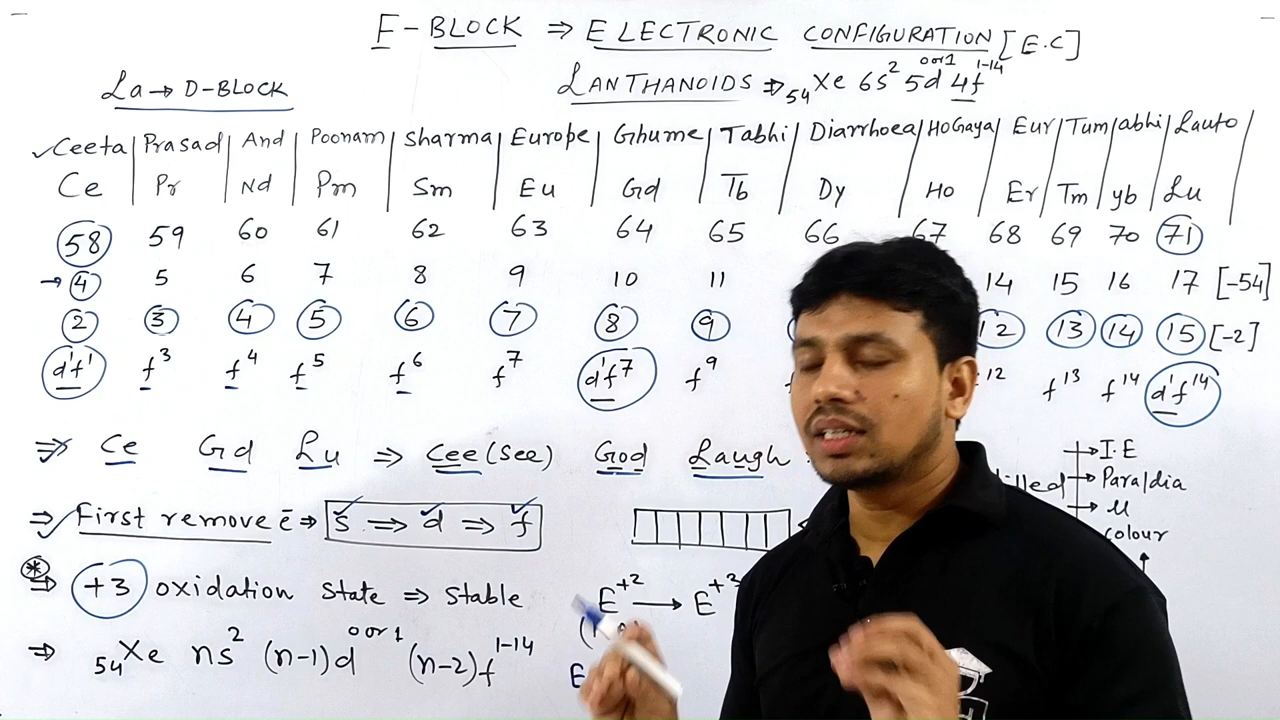 F-BLOCK ⇒ ELECTRONIC CONFIGURATION [E.C]
La → D-BLOCK
LANTHANOIDS ⇒ ₅₄Xe 6s² 5d⁰ ᵒʳ ¹ 4f¹⁻¹⁴
✓Ceeta | Prasad | And | Poonam | Sharma | Europe | Ghume | Tabhi | Diarrhoea | HoGaya | Eur | Tum | abhi | Lauto
Ce | Pr | Nd | Pm | Sm | Eu | Gd | Tb | Dy | Ho | Er | Tm | yb | Lu
58 59 60 61 62 63 64 65 66 67 68 69 70 71
→ 4 5 6 7 8 9 10 11 14 15 16 17 [-54]
2 3 4 5 6 7 8 9 12 13 14 15 [-2]
d¹f¹ f³ f⁴ f⁵ f⁶ f⁷ d¹f⁷ f⁹ f¹² f¹³ f¹⁴ d¹f¹⁴
⇒ Ce Gd Lu ⇒ Cee (See) God Laugh
→ I.E
→ Para/dia
→ μ
colour
⇒ ✓First remove ē ⇒ s ⇒ d ⇒ f
⇒ +3 oxidation state ⇒ stable
E⁺² → E⁺³
⇒ ₅₄Xe ns² (n-1)d⁰ ᵒʳ ¹ (n-2)f¹⁻¹⁴